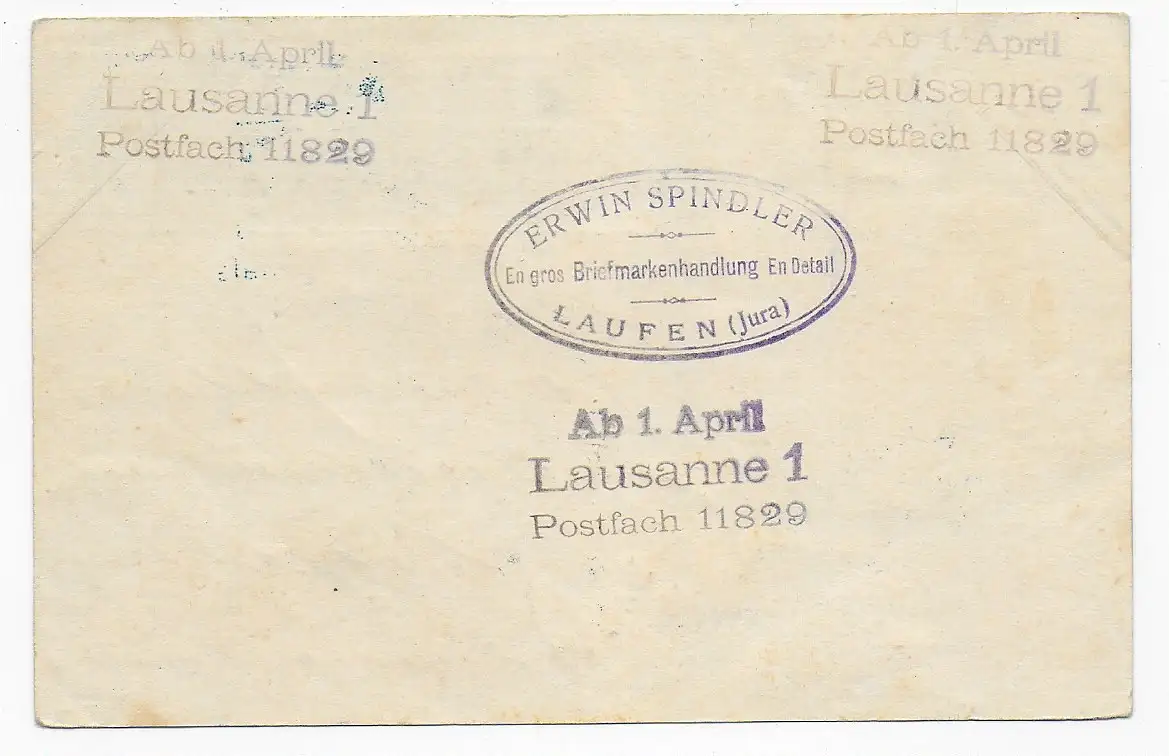 Ab 1. April
Lausanne 1
Postfach 11829
Ab 1. April
Lausanne 1
Postfach 11829
ERWIN SPINDLER
En gros Briefmarkenhandlung En Detail
LAUFEN (Jura)
Ab 1. April
Lausanne 1
Postfach 11829